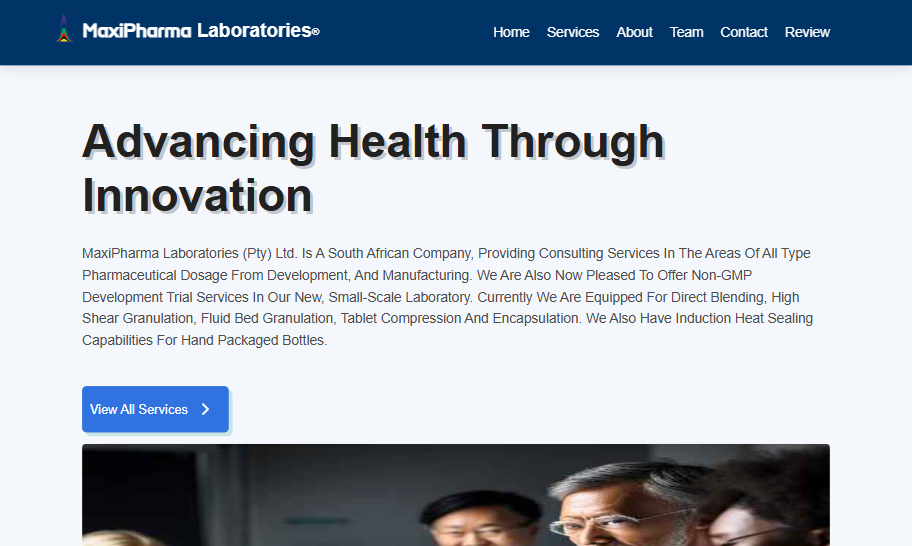 MaxiPharma Laboratories®
Home Services About Team Contact Review
Advancing Health Through
Innovation
MaxiPharma Laboratories (Pty) Ltd. Is A South African Company, Providing Consulting Services In The Areas Of All Type
Pharmaceutical Dosage From Development, And Manufacturing. We Are Also Now Pleased To Offer Non-GMP
Development Trial Services In Our New, Small-Scale Laboratory. Currently We Are Equipped For Direct Blending, High
Shear Granulation, Fluid Bed Granulation, Tablet Compression And Encapsulation. We Also Have Induction Heat Sealing
Capabilities For Hand Packaged Bottles.
View All Services